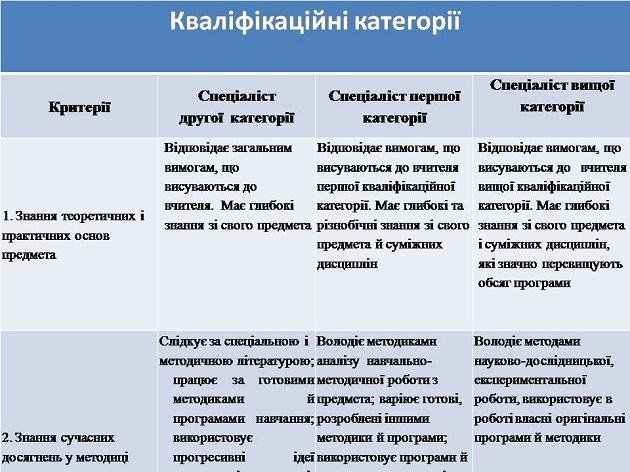 Кваліфікаційні категорії
Критерії
Спеціаліст
другої категорії
Спеціаліст першої
категорії
Спеціаліст вищої
категорії
1. Знання теоретичних і
практичних основ
предмета
Відповідає загальним
вимогам, що
висуваються до
вчителя. Має глибокі
знання зі свого предмета
Відповідає вимогам, що
висуваються до вчителя
першої кваліфікаційної
категорії. Має глибокі та
різнобічні знання зі свого
предмета й суміжних
дисциплін
Відповідає вимогам, що
висуваються до вчителя
вищої кваліфікаційної
категорії. Має глибокі
знання зі свого предмета
і суміжних дисциплін,
які значно перевищують
обсяг програми
2. Знання сучасних
досягнень у методиці
Слідкує за спеціальною і
методичною літературою;
працює за готовими
методиками й
програмами навчання;
використовує
прогресивні ідеї
Володіє методиками
аналізу навчально-
методичної роботи з
предмета; варіює готові,
розроблені іншими
методики й програми;
використовує програми й
Володіє методами
науково-дослідницької,
експериментальної
роботи, використовує в
роботі власні оригінальні
програми й методики